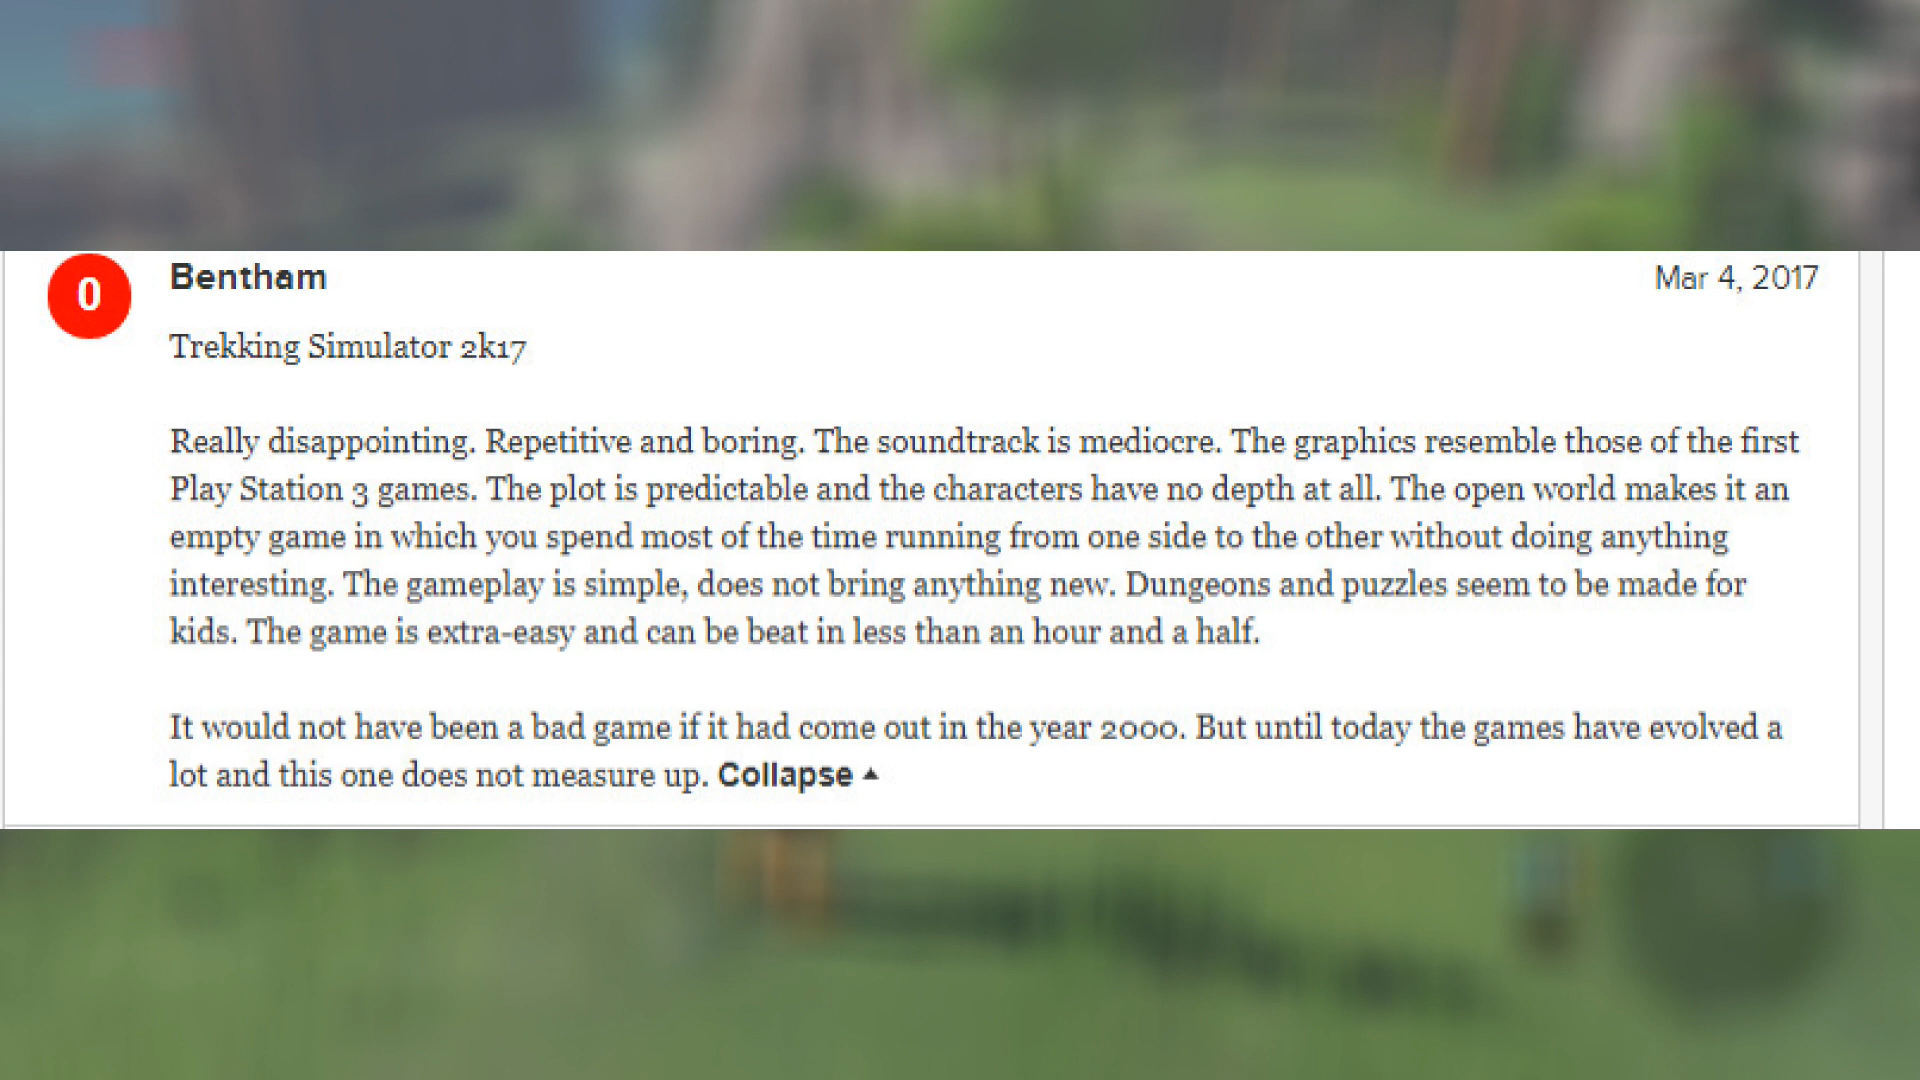 0
Bentham
Mar 4, 2017
Trekking Simulator 2k17
Really disappointing. Repetitive and boring. The soundtrack is mediocre. The graphics resemble those of the first
Play Station 3 games. The plot is predictable and the characters have no depth at all. The open world makes it an
empty game in which you spend most of the time running from one side to the other without doing anything
interesting. The gameplay is simple, does not bring anything new. Dungeons and puzzles seem to be made for
kids. The game is extra-easy and can be beat in less than an hour and a half.
It would not have been a bad game if it had come out in the year 2000. But until today the games have evolved a
lot and this one does not measure up. Collapse ▲